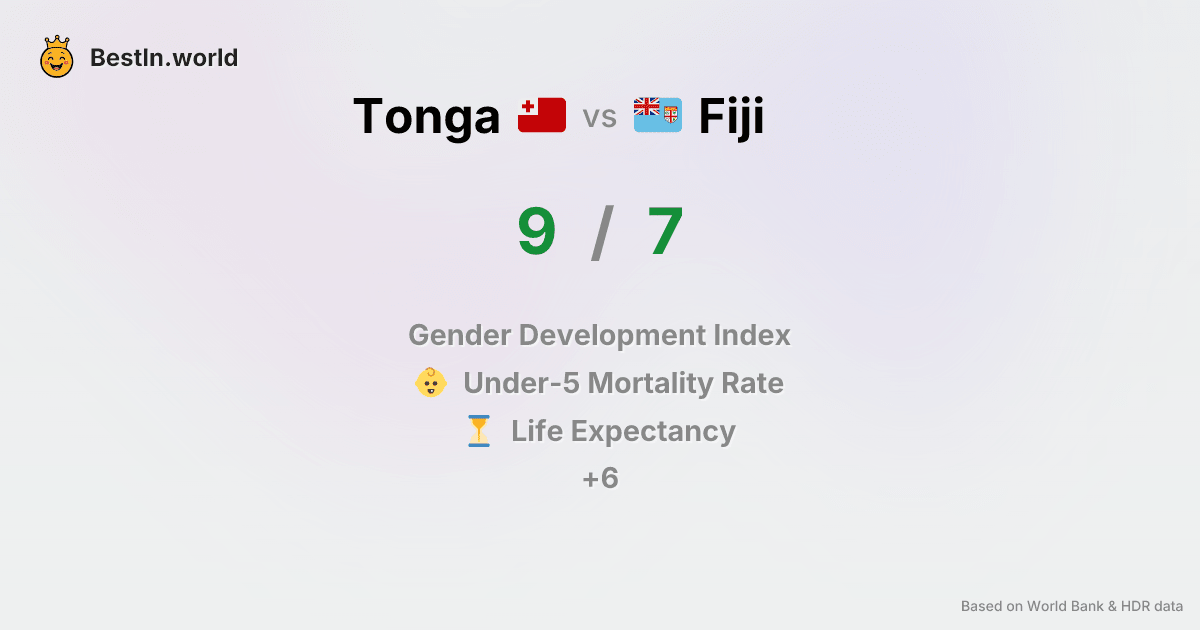 BestIn.world
Tonga vs Fiji
9 / 7
Gender Development Index
Under-5 Mortality Rate
Life Expectancy
+6
Based on World Bank & HDR data